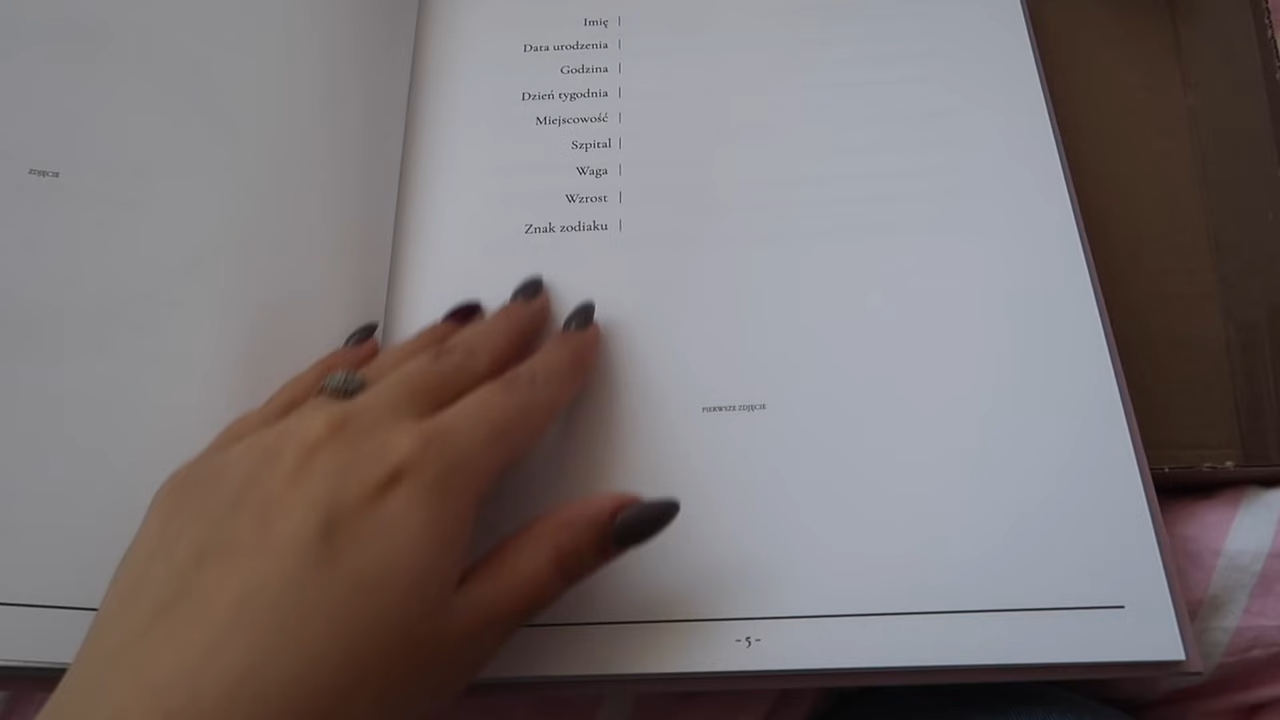 ZDJĘCIE
Imię |
Data urodzenia |
Godzina |
Dzień tygodnia |
Miejscowość |
Szpital |
Waga |
Wzrost |
Znak zodiaku |
PIERWSZE ZDJĘCIE
- 5 -